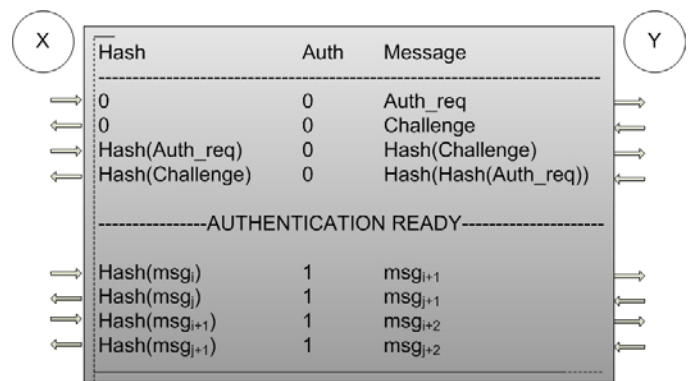 X
Y
Hash Auth Message
0 0 Auth_req
0 0 Challenge
Hash(Auth_req) 0 Hash(Challenge)
Hash(Challenge) 0 Hash(Hash(Auth_req))
----------------AUTHENTICATION READY---------------------
Hash(msgᵢ) 1 msgᵢ₊₁
Hash(msgⱼ) 1 msgⱼ₊₁
Hash(msgᵢ₊₁) 1 msgᵢ₊₂
Hash(msgⱼ₊₁) 1 msgⱼ₊₂